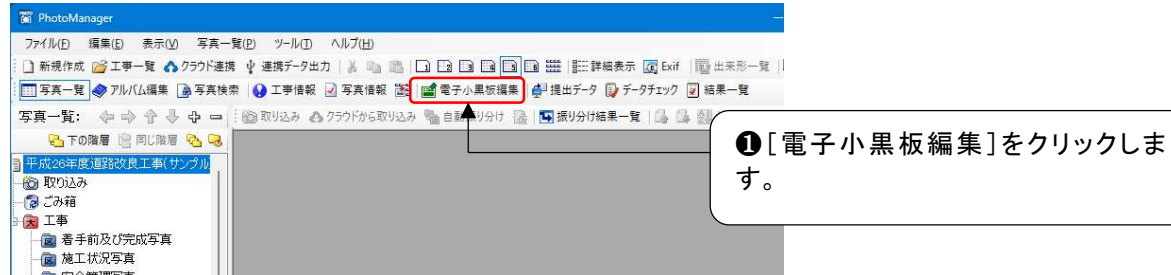 PhotoManager
ファイル(F) 編集(E) 表示(V) 写真一覧(P) ツール(T) ヘルプ(H)
新規作成 工事一覧 クラウド連携 連携データ出力 詳細表示 Exif 出来形一覧
写真一覧 アルバム編集 写真検索 工事情報 写真情報 電子小黒板編集 提出データ データチェック 結果一覧
写真一覧: 取り込み クラウドから取り込み 自動振り分け 振り分け結果一覧
下の階層 同じ階層
平成26年度道路改良工事(サンプル
取り込み
ごみ箱
工事
着手前及び完成写真
施工状況写真
安全管理写真
❶[電子小黒板編集]をクリックしま
す。